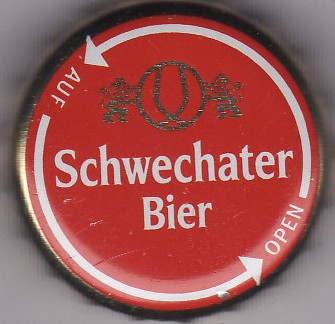 AUF
Schwechater
Bier
OPEN